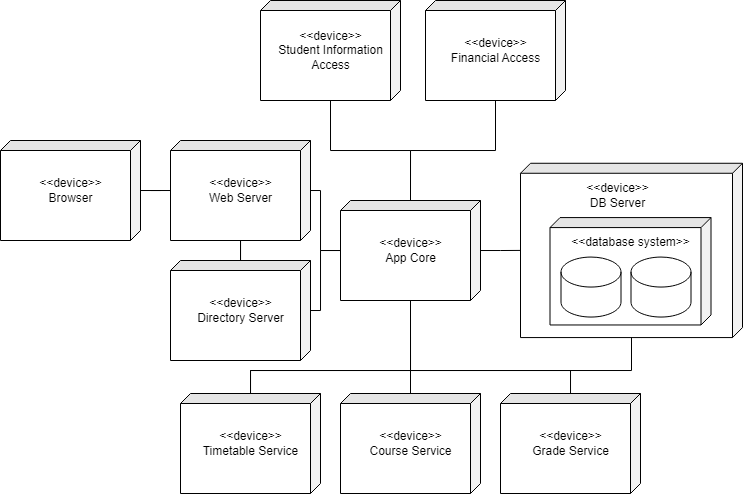 <<device>>
Student Information
Access
<<device>>
Financial Access
<<device>>
Browser
<<device>>
Web Server
<<device>>
DB Server
<<database system>>
<<device>>
App Core
<<device>>
Directory Server
<<device>>
Timetable Service
<<device>>
Course Service
<<device>>
Grade Service